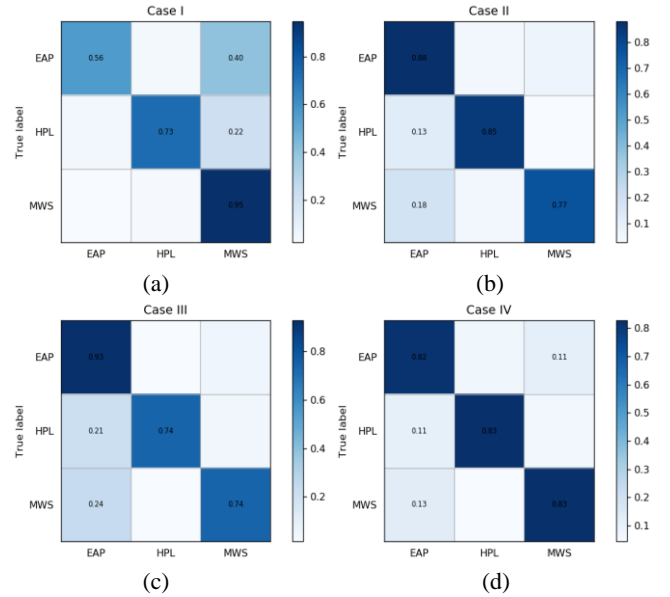 Case I
True label
EAP
HPL
MWS
0.56
0.40
0.73
0.22
0.95
EAP HPL MWS
0.8
0.6
0.4
0.2
(a)
Case II
True label
EAP
HPL
MWS
0.88
0.13 0.85
0.18 0.77
EAP HPL MWS
0.8
0.7
0.6
0.5
0.4
0.3
0.2
0.1
(b)
Case III
True label
EAP
HPL
MWS
0.93
0.21 0.74
0.24 0.74
EAP HPL MWS
0.8
0.6
0.4
0.2
(c)
Case IV
True label
EAP
HPL
MWS
0.82 0.11
0.11 0.83
0.13 0.83
EAP HPL MWS
0.8
0.7
0.6
0.5
0.4
0.3
0.2
0.1
(d)